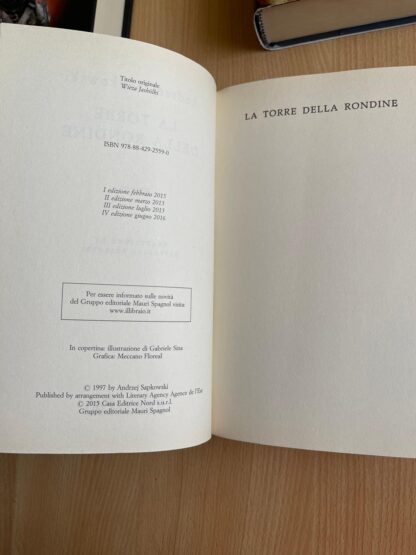 Titolo originale
Wieża Jaskółki
ISBN 978-88-429-2559-0
I edizione febbraio 2015
II edizione marzo 2015
III edizione luglio 2015
IV edizione giugno 2016
Per essere informato sulle novità
del Gruppo editoriale Mauri Spagnol visita:
www.illibraio.it
In copertina: illustrazione di Gabriele Sina
Grafica: Meccano Floreal
© 1997 by Andrzej Sapkowski
Published by arrangement with Literary Agency Agence de l'Est
© 2015 Casa Editrice Nord s.u.r.l.
Gruppo editoriale Mauri Spagnol
LA TORRE DELLA RONDINE